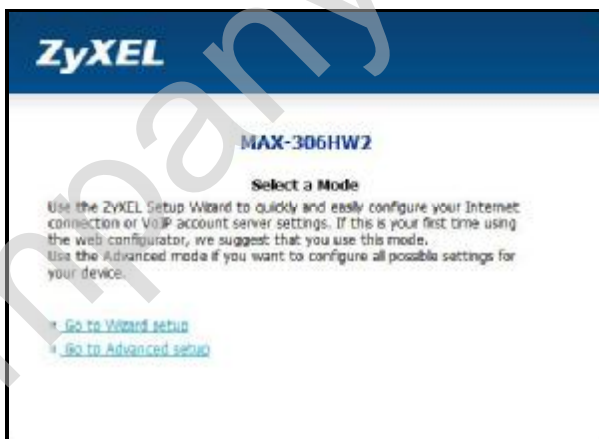 ZyXEL
MAX-306HW2
Select a Mode
Use the ZyXEL Setup Wizard to quickly and easily configure your Internet
connection or VoIP account server settings. If this is your first time using
the web configurator, we suggest that you use this mode.
Use the Advanced mode if you want to configure all possible settings for
your device.
Go to Wizard setup
Go to Advanced setup